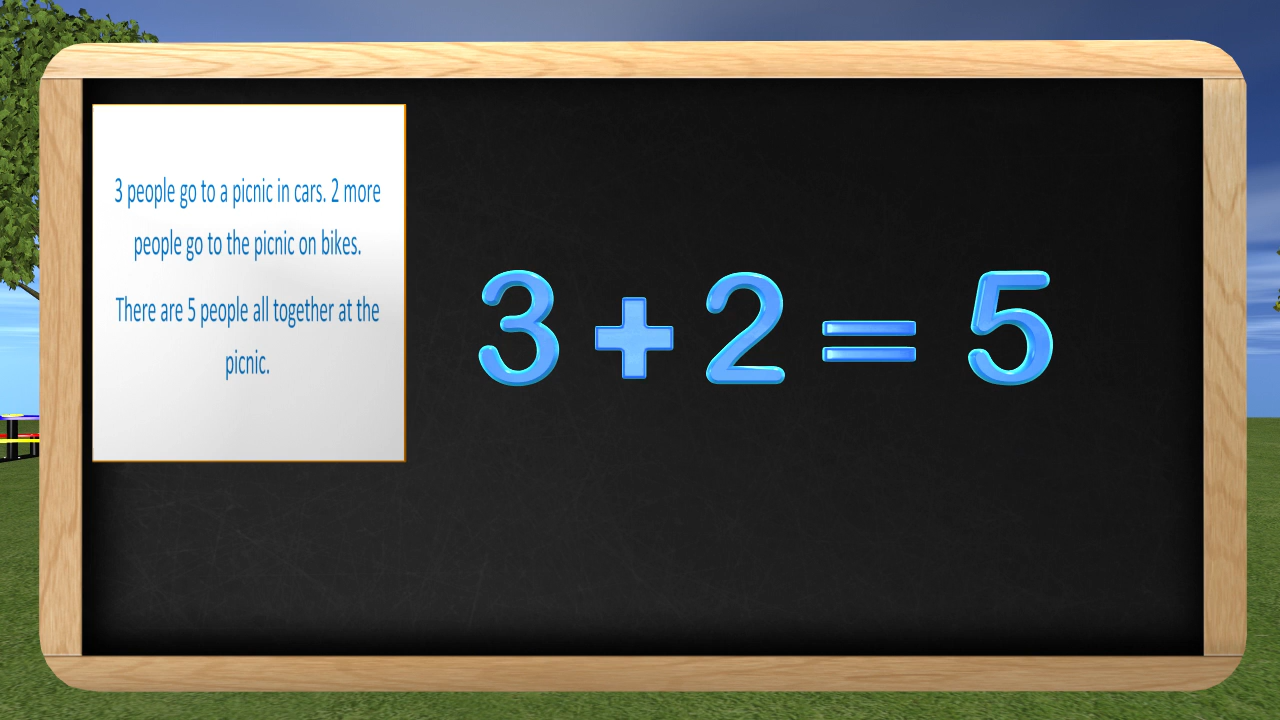 3 people go to a picnic in cars. 2 more
people go to the picnic on bikes.
There are 5 people all together at the
picnic.
3 + 2 = 5